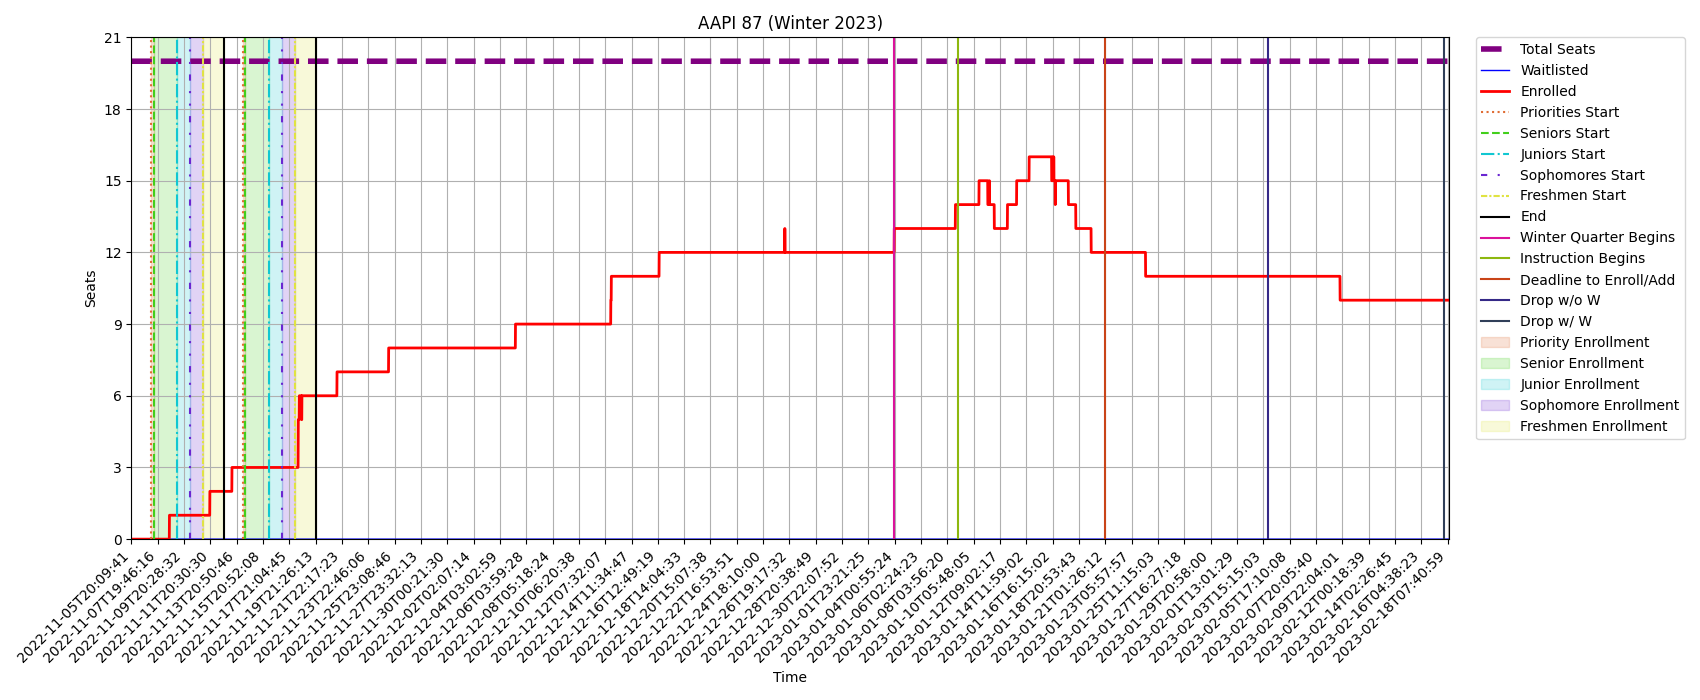 AAPI 87 (Winter 2023)
Seats
21
18
15
12
9
6
3
0
2022-11-05T20:09:41
2022-11-07T19:46:16
2022-11-09T20:28:32
2022-11-11T20:30:30
2022-11-13T20:50:46
2022-11-15T20:52:08
2022-11-17T21:04:45
2022-11-19T21:26:13
2022-11-21T22:17:23
2022-11-23T22:46:06
2022-11-25T23:08:46
2022-11-27T23:32:13
2022-11-30T00:21:30
2022-12-02T02:07:14
2022-12-04T03:02:59
2022-12-06T03:59:28
2022-12-08T05:18:24
2022-12-10T06:20:38
2022-12-12T07:32:07
2022-12-14T11:34:47
2022-12-16T12:49:19
2022-12-18T14:04:33
2022-12-20T15:07:38
2022-12-22T16:53:51
2022-12-24T18:10:00
2022-12-26T19:17:32
2022-12-28T20:38:49
2022-12-30T22:07:52
2023-01-01T23:21:25
2023-01-04T00:55:24
2023-01-06T02:24:23
2023-01-08T03:56:20
2023-01-10T05:48:05
2023-01-12T09:02:17
2023-01-14T11:59:02
2023-01-16T16:15:02
2023-01-18T20:53:43
2023-01-21T01:26:12
2023-01-23T05:57:57
2023-01-25T11:15:03
2023-01-27T16:27:18
2023-01-29T20:58:00
2023-02-01T13:01:29
2023-02-03T15:15:03
2023-02-05T17:10:08
2023-02-07T20:05:40
2023-02-09T22:04:01
2023-02-12T00:18:39
2023-02-14T02:26:45
2023-02-16T04:38:23
2023-02-18T07:40:59
Time
Total Seats
Waitlisted
Enrolled
Priorities Start
Seniors Start
Juniors Start
Sophomores Start
Freshmen Start
End
Winter Quarter Begins
Instruction Begins
Deadline to Enroll/Add
Drop w/o W
Drop w/ W
Priority Enrollment
Senior Enrollment
Junior Enrollment
Sophomore Enrollment
Freshmen Enrollment